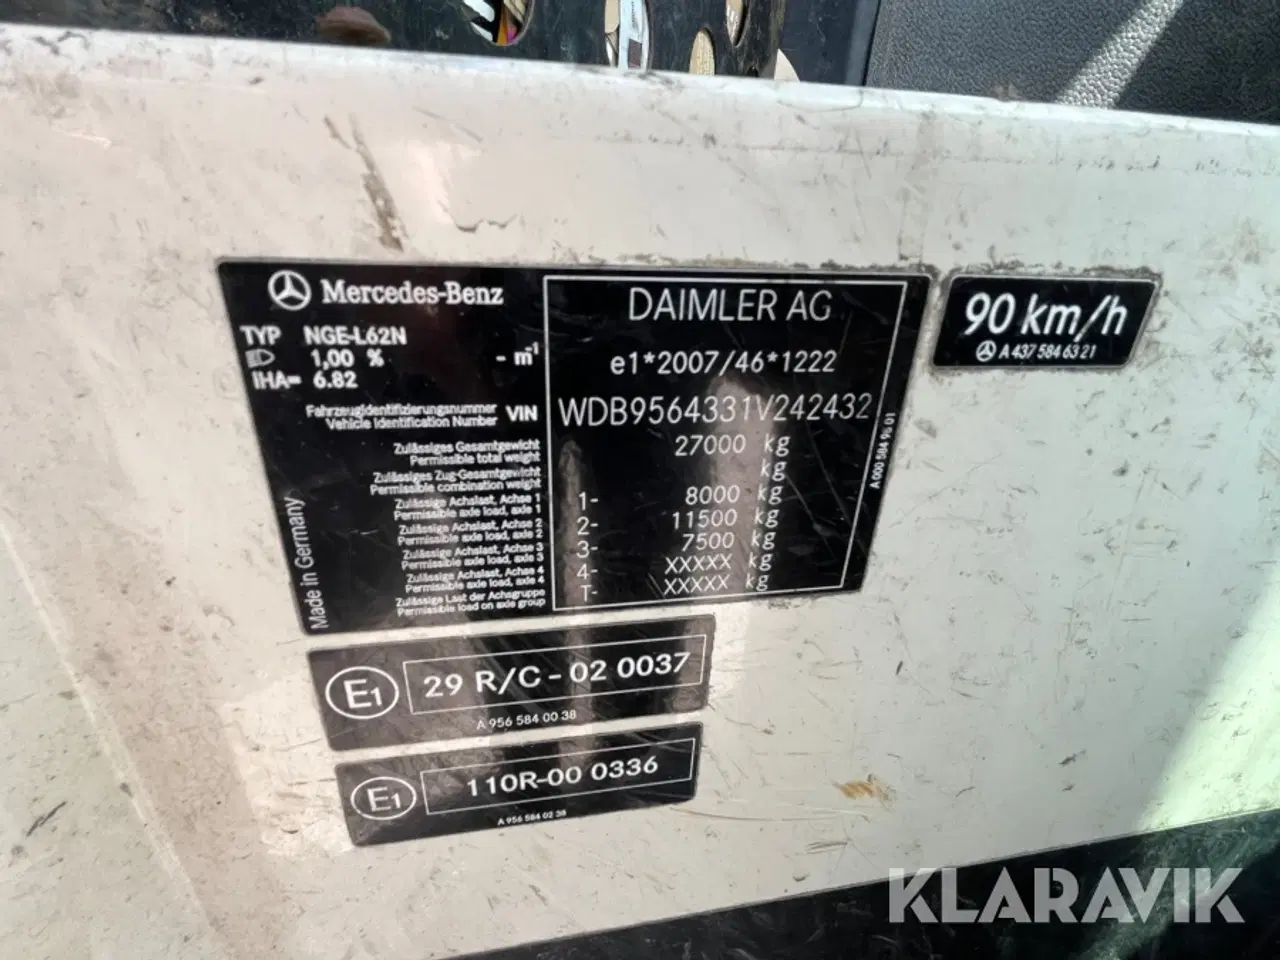 Mercedes-Benz
TYP NGE-L62N
1,00 % - m-1
IHA= 6.82
Fahrzeugidentifizierungsnummer
Vehicle Identification Number
VIN
Zulässiges Gesamtgewicht
Permissible total weight
Zulässiges Zug-Gesamtgewicht
Permissible combination weight
Zulässige Achslast, Achse 1
Permissible axle load, axle 1
Zulässige Achslast, Achse 2
Permissible axle load, axle 2
Zulässige Achslast, Achse 3
Permissible axle load, axle 3
Zulässige Achslast, Achse 4
Permissible axle load, axle 4
Zulässige Last der Achsgruppe
Permissible load on axle group
Made in Germany
DAIMLER AG
e1*2007/46*1222
WDB9564331V242432
27000 kg
kg
1- 8000 kg
2- 11500 kg
3- 7500 kg
4- XXXXX kg
T- XXXXX kg
A 000 584 95 01
90 km/h
A 437 584 63 21
E1 29 R/C - 02 0037
A 956 584 00 38
E1 110R-00 0336
A 956 584 02 38
KLARAVIK